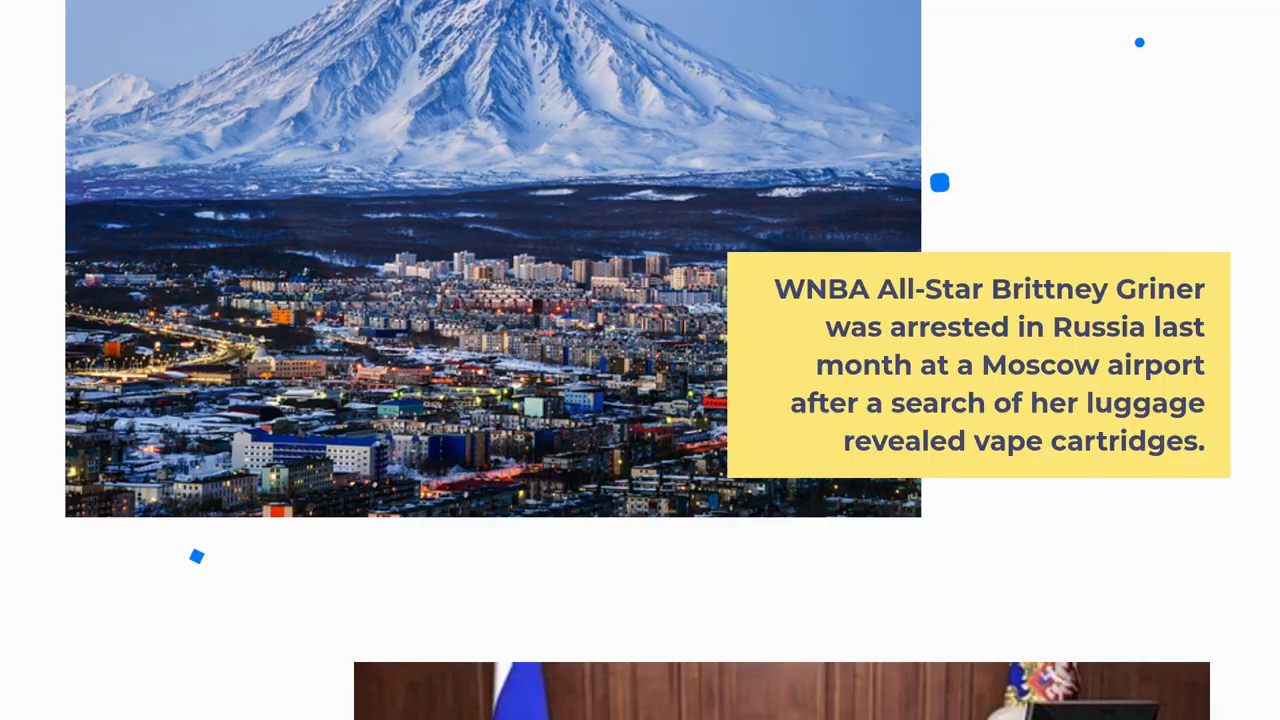 WNBA All-Star Brittney Griner
was arrested in Russia last
month at a Moscow airport
after a search of her luggage
revealed vape cartridges.